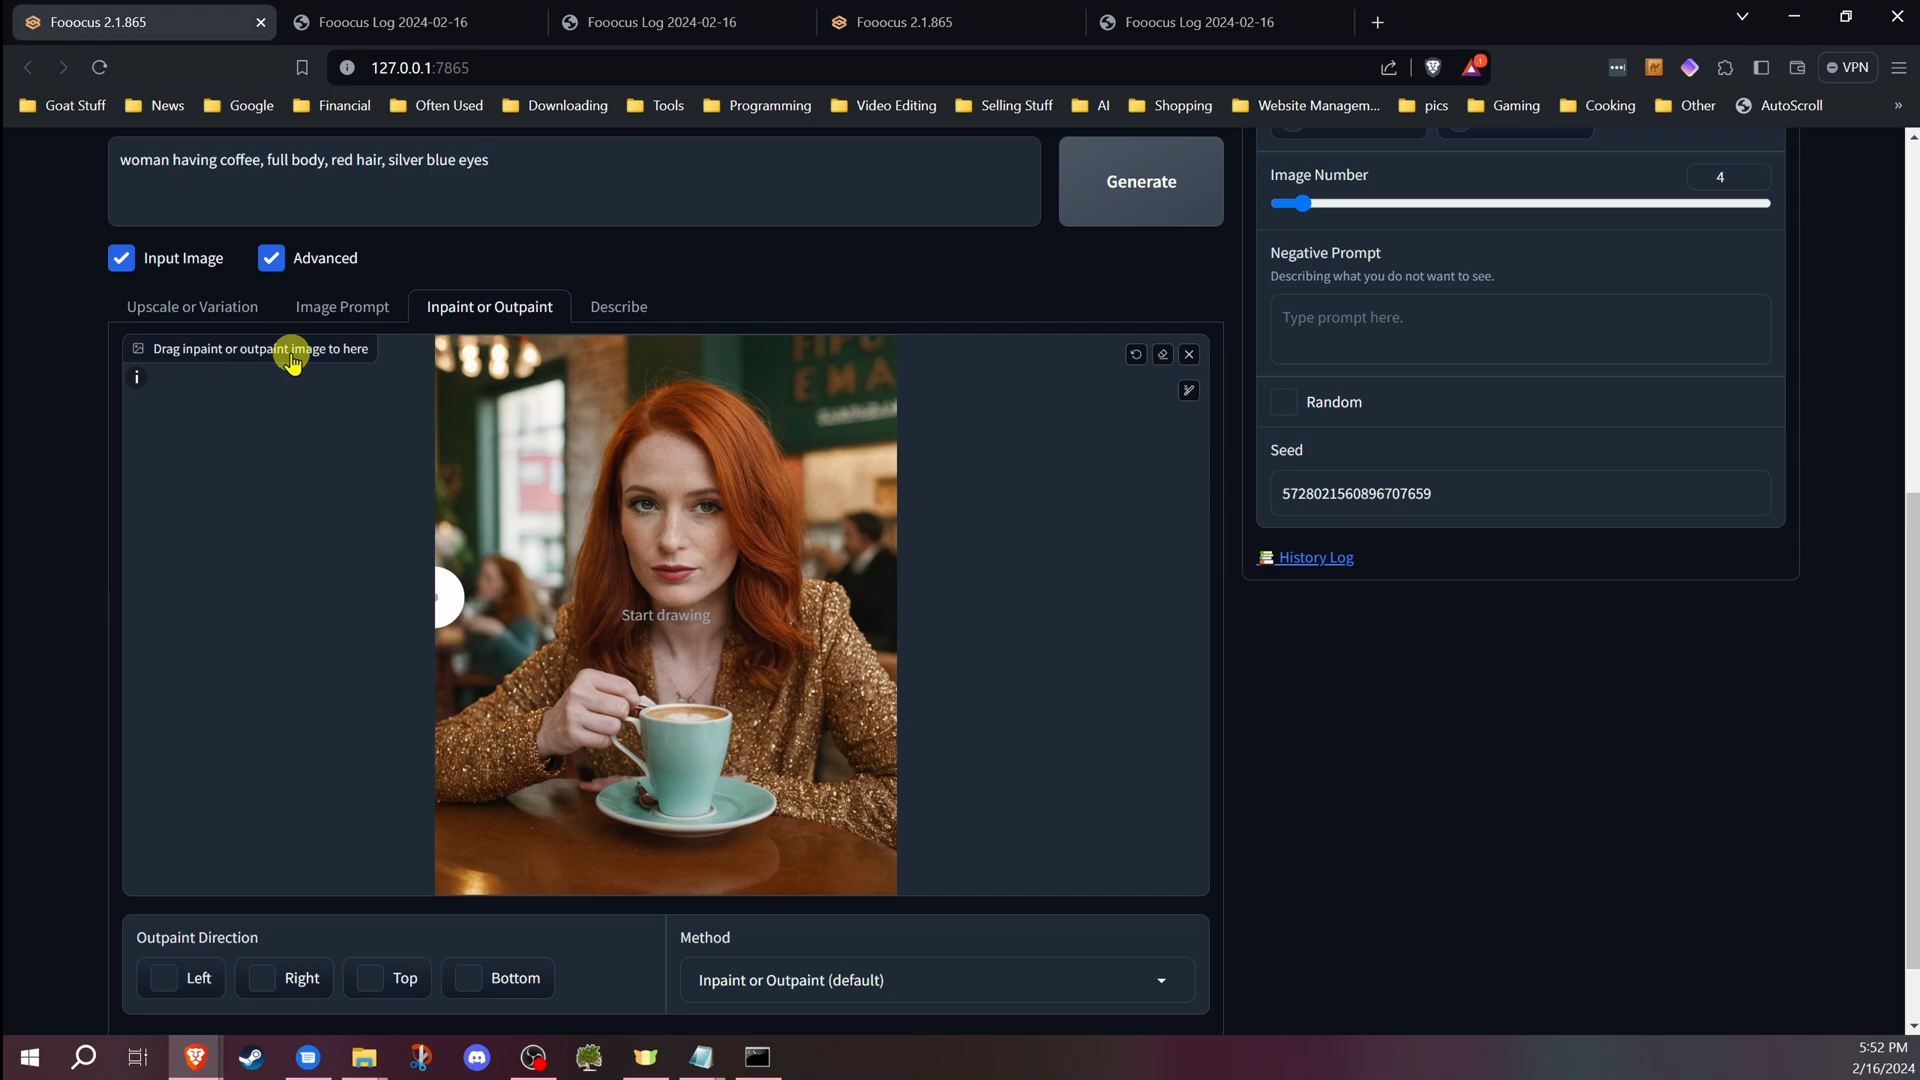 Fooocus 2.1.865
Fooocus Log 2024-02-16
Fooocus Log 2024-02-16
Fooocus 2.1.865
Fooocus Log 2024-02-16
127.0.0.1:7865
1
VPN
Goat Stuff
News
Google
Financial
Often Used
Downloading
Tools
Programming
Video Editing
Selling Stuff
AI
Shopping
Website Managem...
pics
Gaming
Cooking
Other
AutoScroll
»
woman having coffee, full body, red hair, silver blue eyes
Generate
Input Image
Advanced
Upscale or Variation
Image Prompt
Inpaint or Outpaint
Describe
Drag inpaint or outpaint image to here
i
EMA
Start drawing
Outpaint Direction
Left
Right
Top
Bottom
Method
Inpaint or Outpaint (default)
Image Number
4
Negative Prompt
Describing what you do not want to see.
Type prompt here.
Random
Seed
5728021560896707659
History Log
5:52 PM
2/16/2024